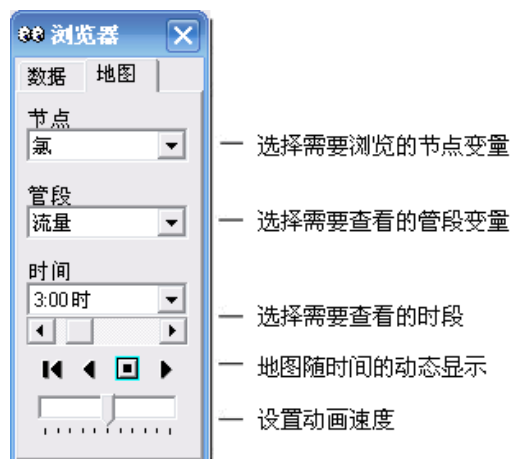 浏览器
数据 地图
节点
氯
选择需要浏览的节点变量
管段
流量
选择需要查看的管段变量
时间
3:00时
选择需要查看的时段
地图随时间的动态显示
设置动画速度